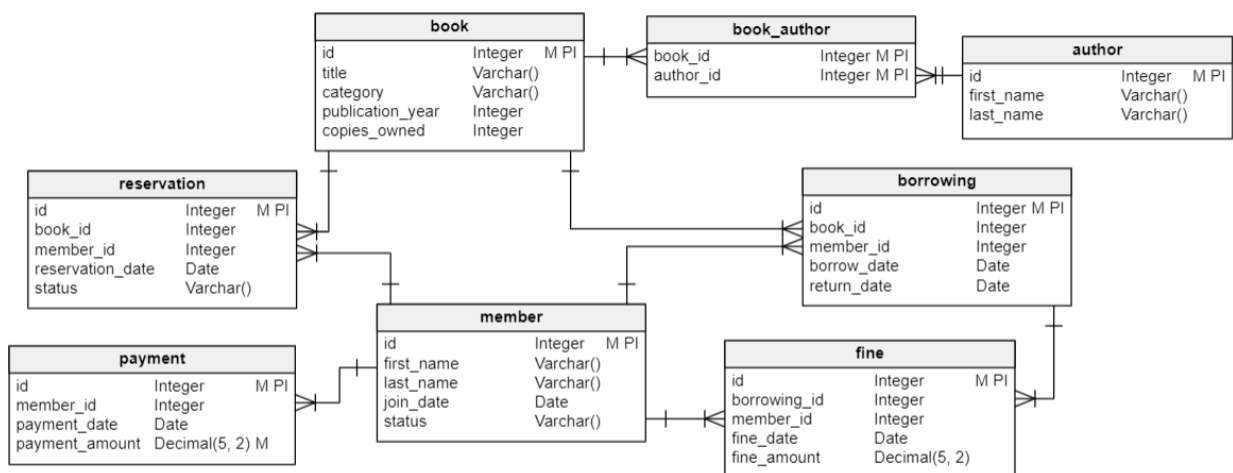 book
id Integer M PI
title Varchar()
category Varchar()
publication_year Integer
copies_owned Integer
book_author
book_id Integer M PI
author_id Integer M PI
author
id Integer M PI
first_name Varchar()
last_name Varchar()
reservation
id Integer M PI
book_id Integer
member_id Integer
reservation_date Date
status Varchar()
borrowing
id Integer M PI
book_id Integer
member_id Integer
borrow_date Date
return_date Date
member
id Integer M PI
first_name Varchar()
last_name Varchar()
join_date Date
status Varchar()
payment
id Integer M PI
member_id Integer
payment_date Date
payment_amount Decimal(5, 2) M
fine
id Integer M PI
borrowing_id Integer
member_id Integer
fine_date Date
fine_amount Decimal(5, 2)